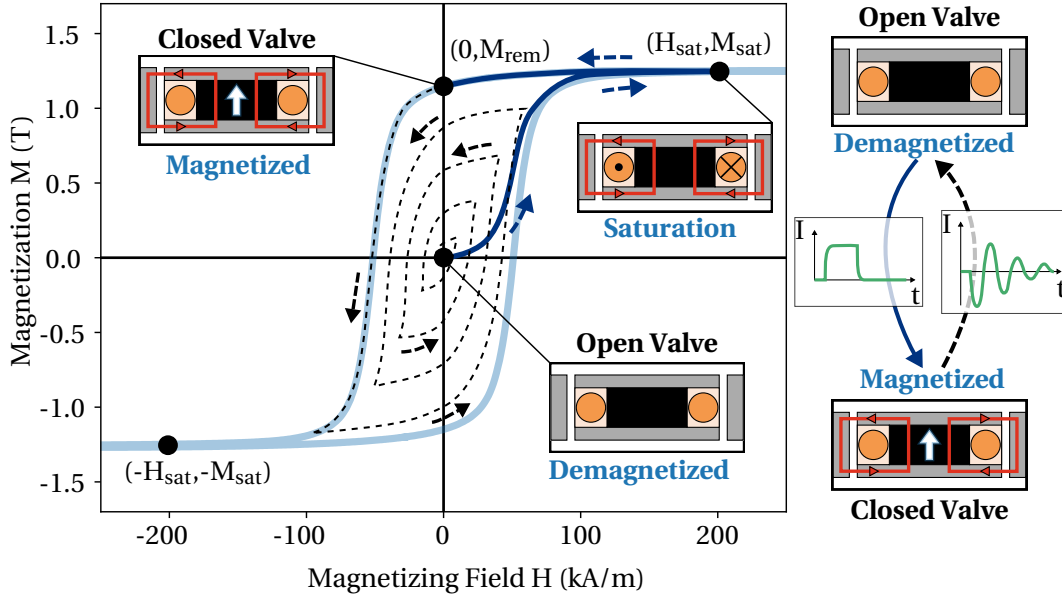 Magnetization M (T)
1.5
1.0
0.5
0.0
-0.5
-1.0
-1.5
-200
-100
0
100
200
Magnetizing Field H (kA/m)
Closed Valve
Magnetized
(0,Mrem)
(Hsat,Msat)
Saturation
Open Valve
Demagnetized
(-Hsat,-Msat)
Open Valve
Demagnetized
I
t
I
t
Magnetized
Closed Valve